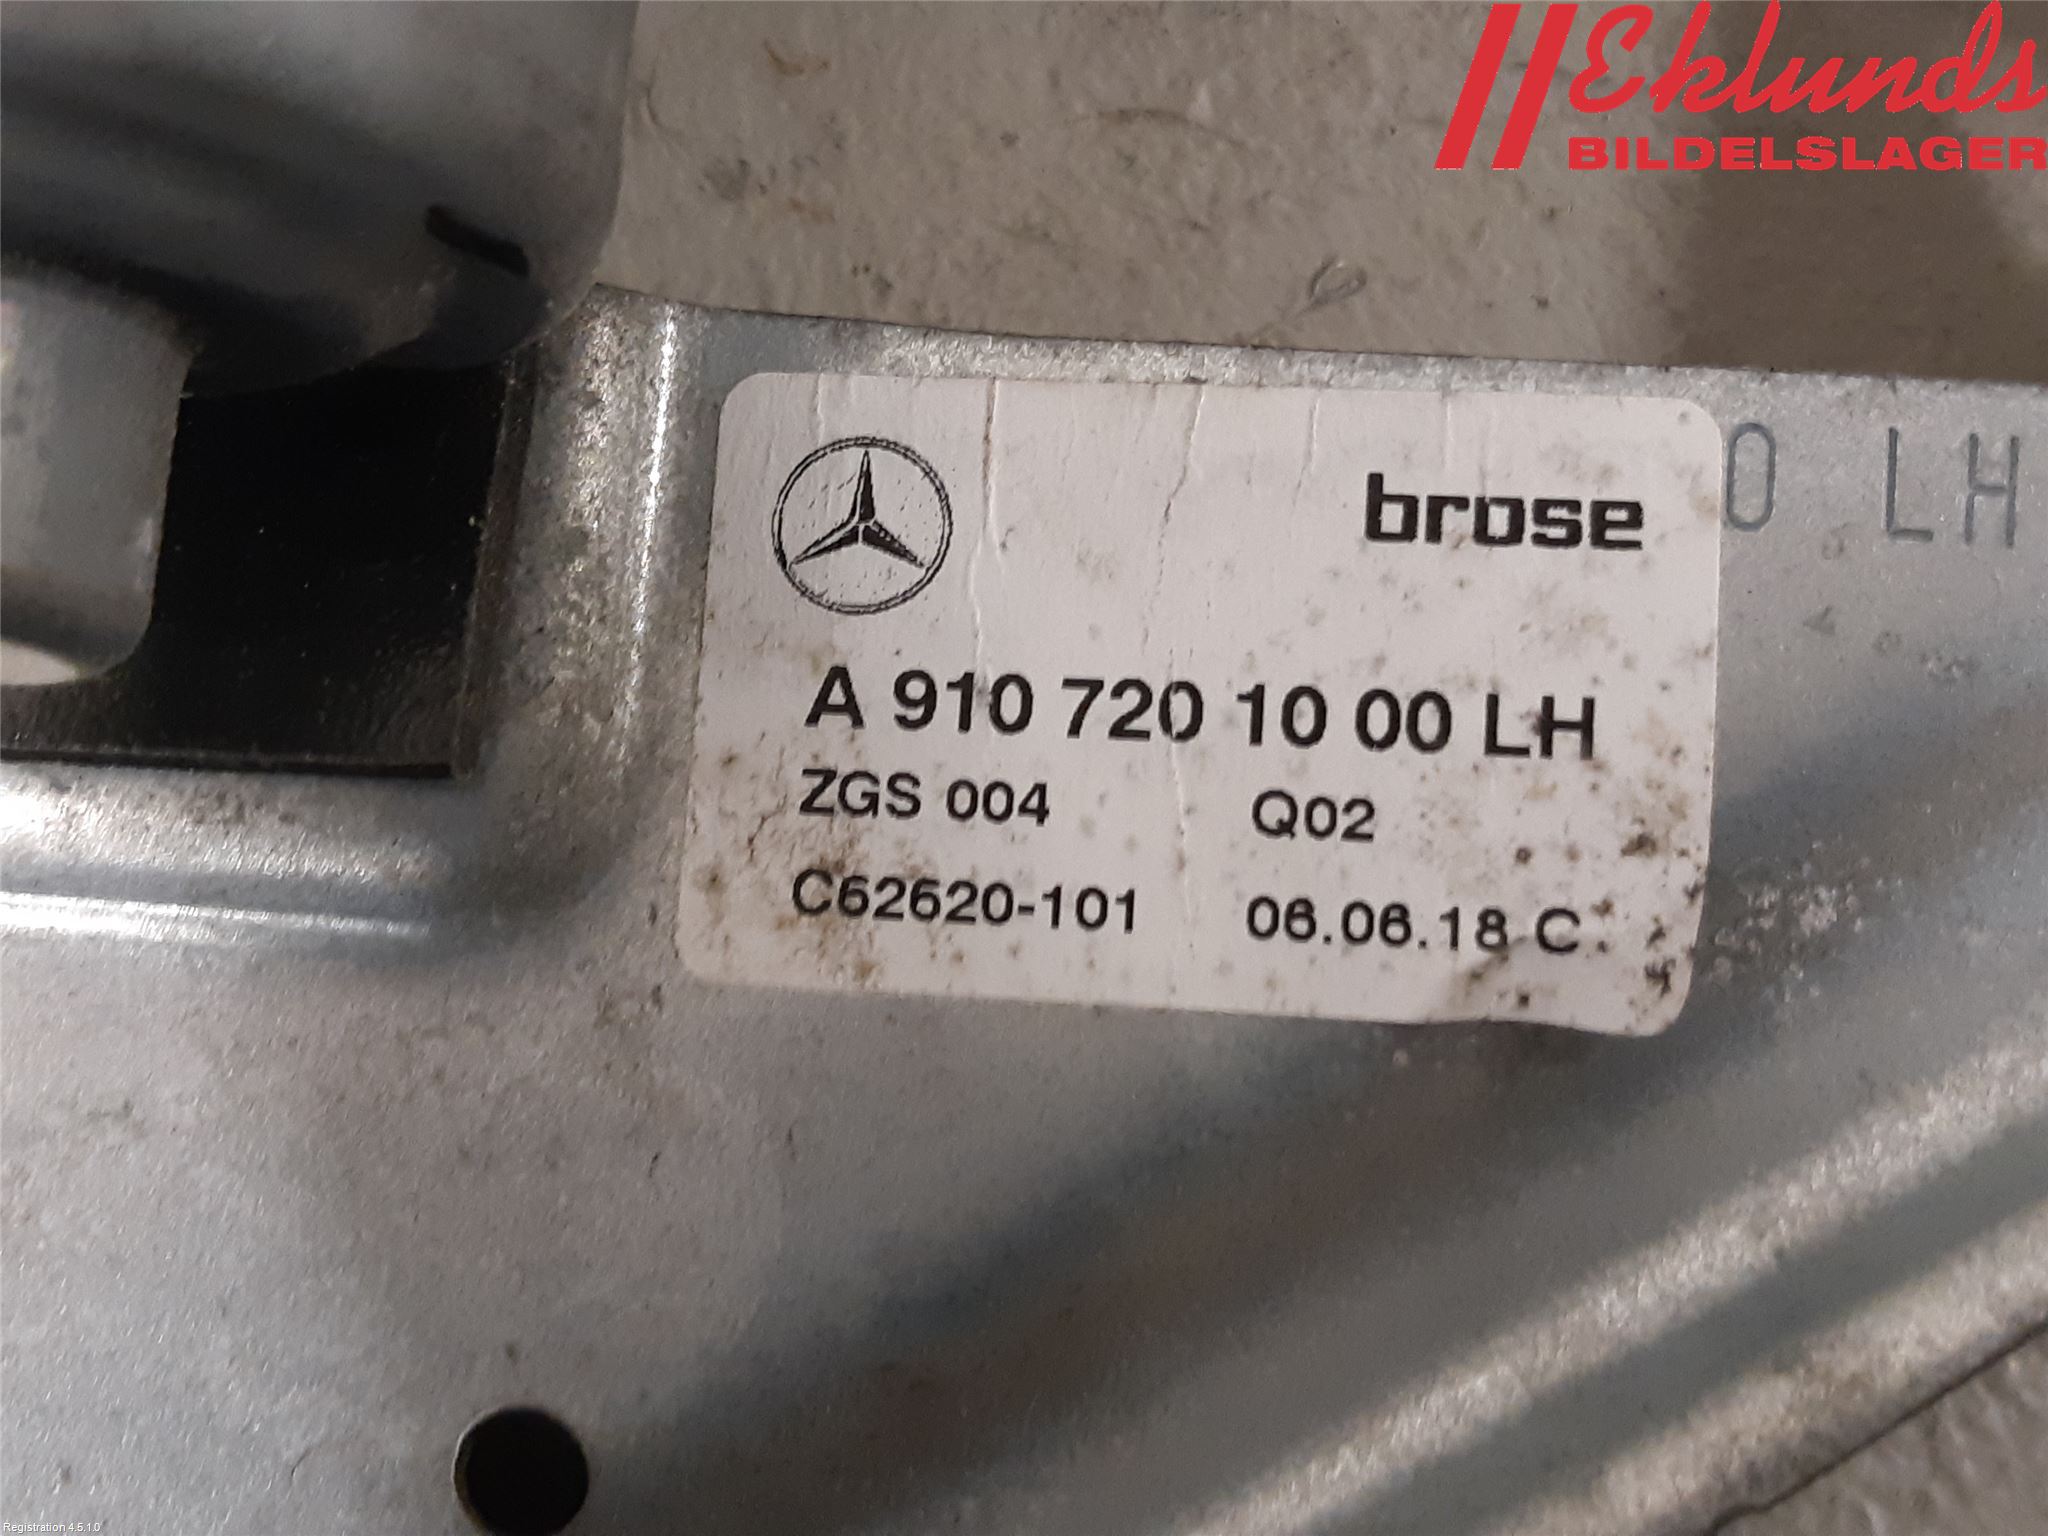 Eklunds
BILDELSLAGER
brose
0 LH
A 910 720 10 00 LH
ZGS 004 Q02
C62620-101 06.06.18 C
Registration 4.5.1.0